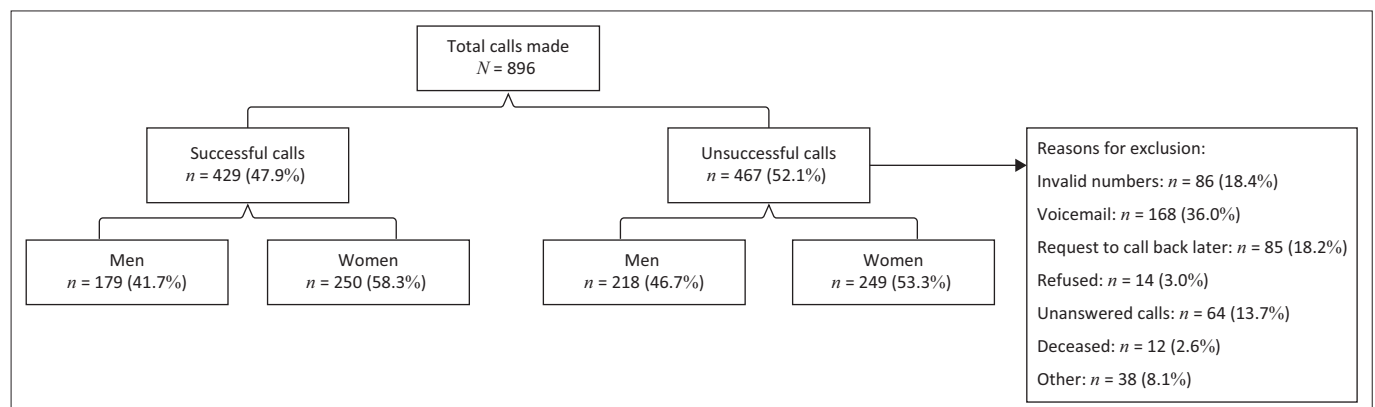 Total calls made
N = 896
Successful calls
n = 429 (47.9%)
Unsuccessful calls
n = 467 (52.1%)
Men
n = 179 (41.7%)
Women
n = 250 (58.3%)
Men
n = 218 (46.7%)
Women
n = 249 (53.3%)
Reasons for exclusion:
Invalid numbers: n = 86 (18.4%)
Voicemail: n = 168 (36.0%)
Request to call back later: n = 85 (18.2%)
Refused: n = 14 (3.0%)
Unanswered calls: n = 64 (13.7%)
Deceased: n = 12 (2.6%)
Other: n = 38 (8.1%)